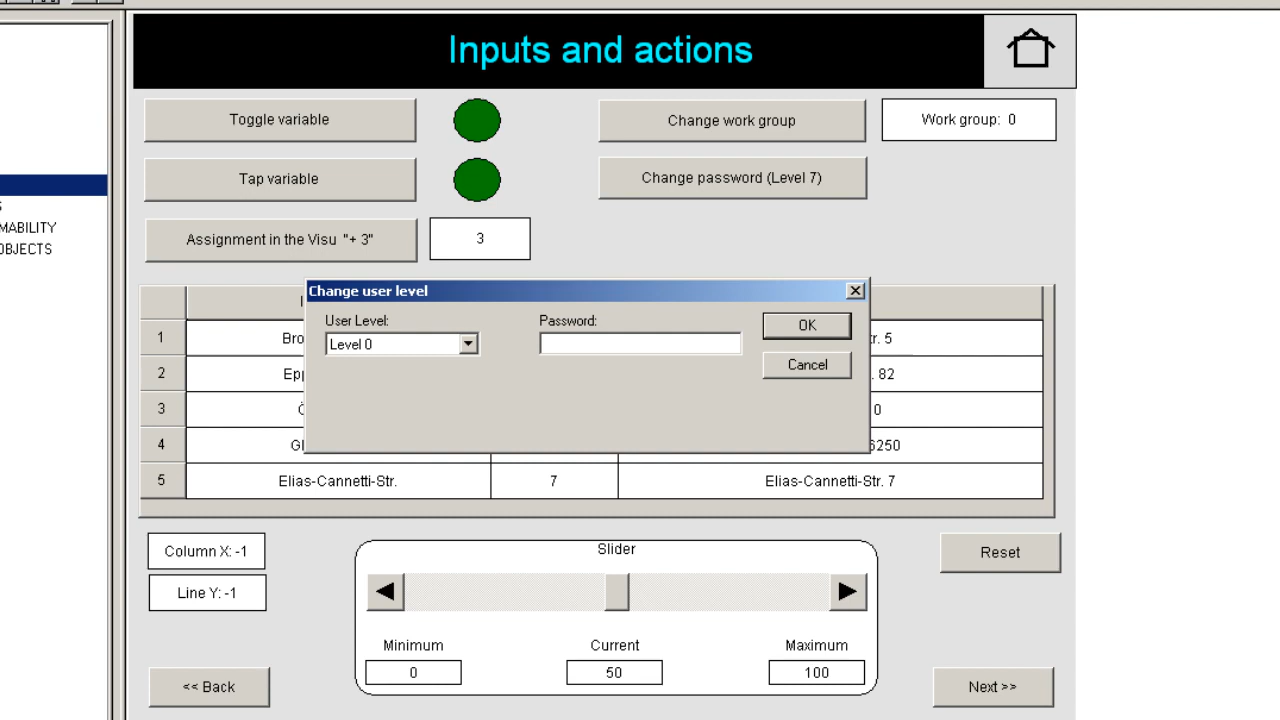 Inputs and actions
Toggle variable
Change work group
Work group: 0
Tap variable
Change password (Level 7)
Assignment in the Visu "+ 3"
3
MABILITY
OBJECTS
Change user level
User Level:
Password:
Level 0
OK
Cancel
1
Bro
r. 5
2
Epp
. 82
3
0
4
Gl
6250
5
Elias-Cannetti-Str.
7
Elias-Cannetti-Str. 7
Column X: -1
Line Y: -1
Slider
Reset
Minimum
Current
Maximum
0
50
100
<< Back
Next >>